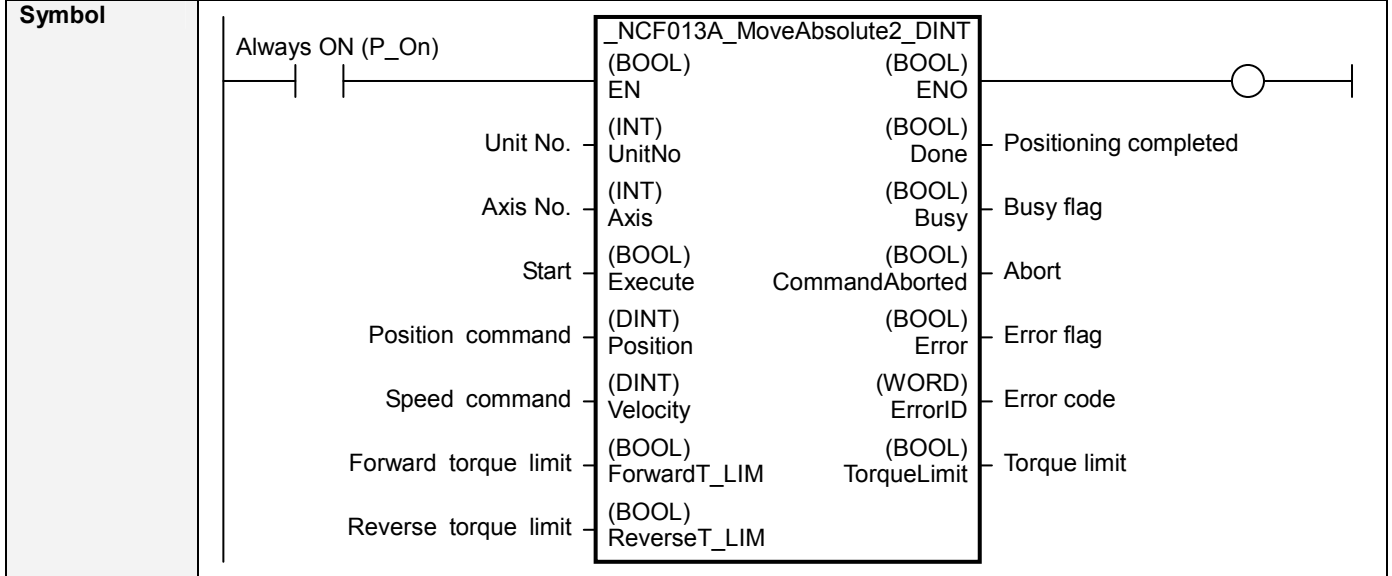 Symbol
Always ON (P_On)
_NCF013A_MoveAbsolute2_DINT
(BOOL) (BOOL)
EN ENO
Unit No. (INT) (BOOL) Positioning completed
UnitNo Done
Axis No. (INT) (BOOL) Busy flag
Axis Busy
Start (BOOL) (BOOL) Abort
Execute CommandAborted
Position command (DINT) (BOOL) Error flag
Position Error
Speed command (DINT) (WORD) Error code
Velocity ErrorID
Forward torque limit (BOOL) (BOOL) Torque limit
ForwardT_LIM TorqueLimit
Reverse torque limit (BOOL)
ReverseT_LIM